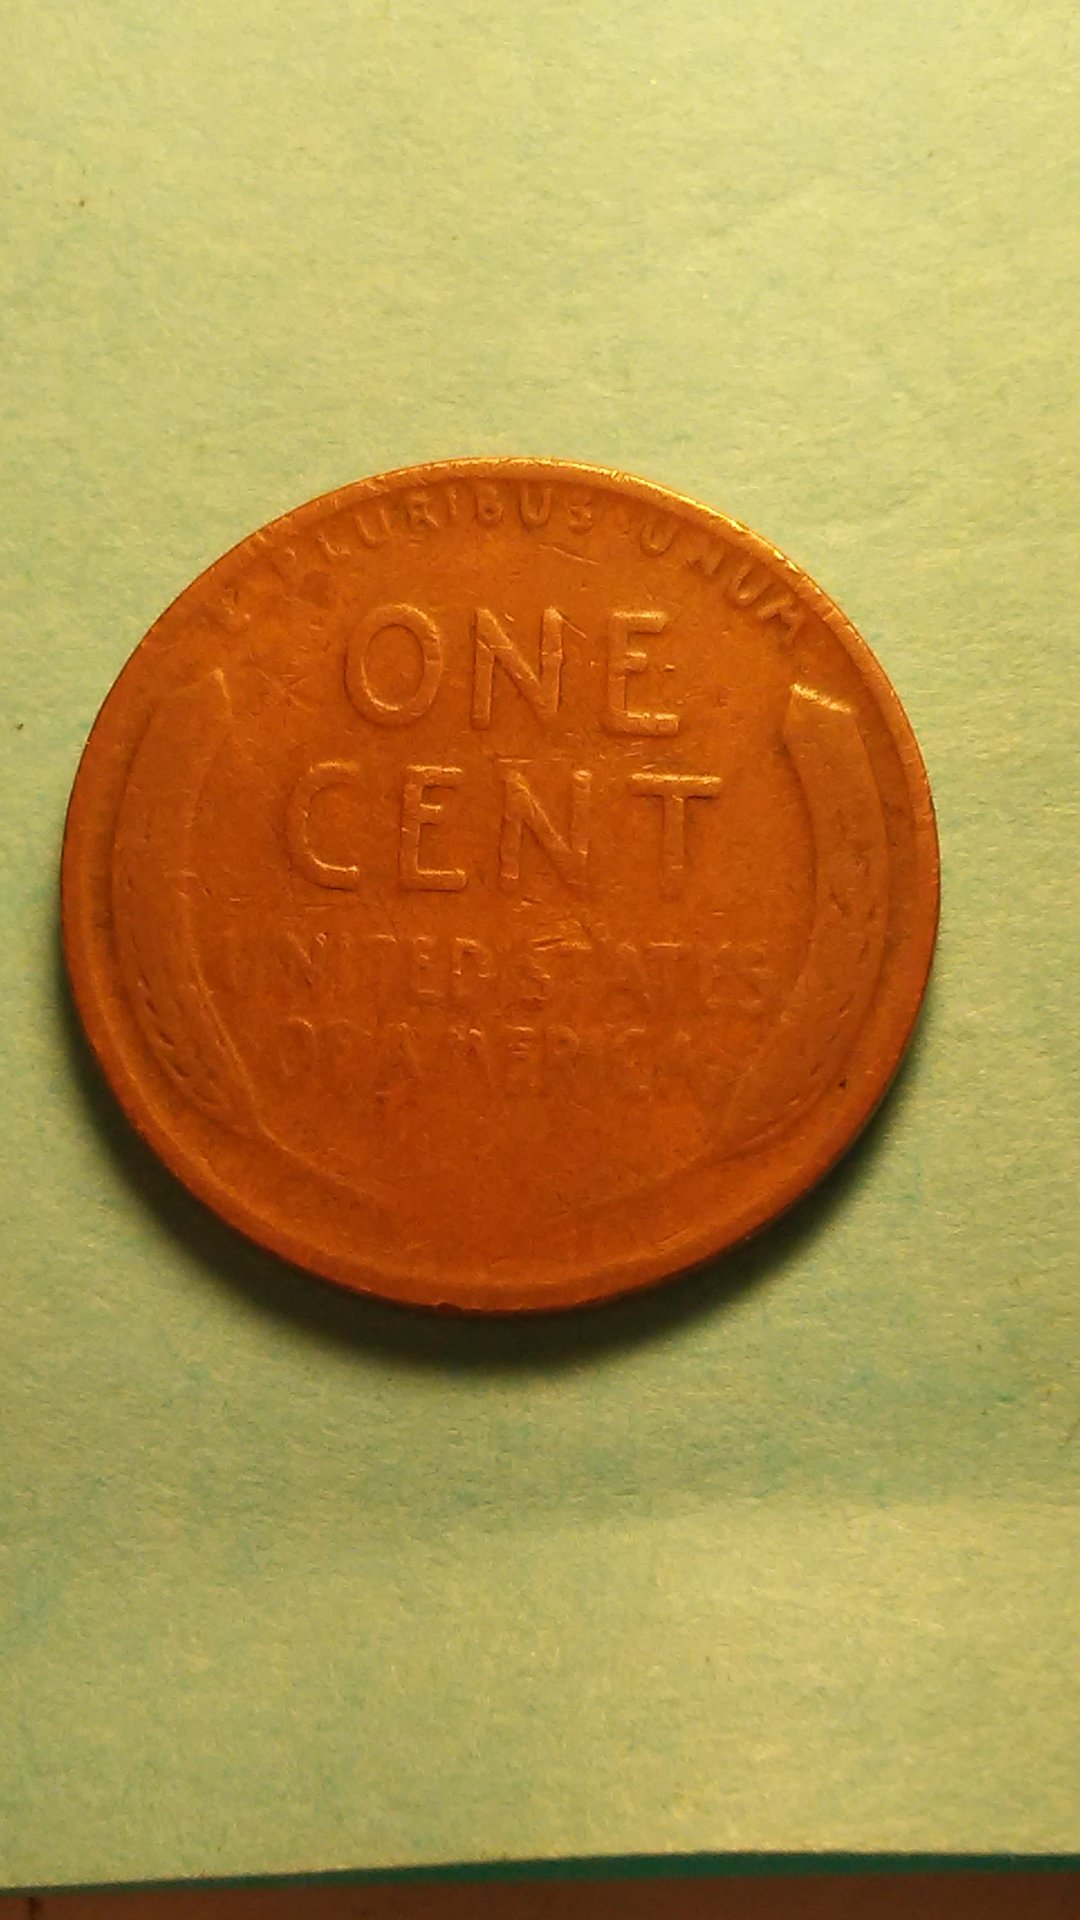 E PLURIBUS UNUM
ONE
CENT
UNITED STATES
OF AMERICA